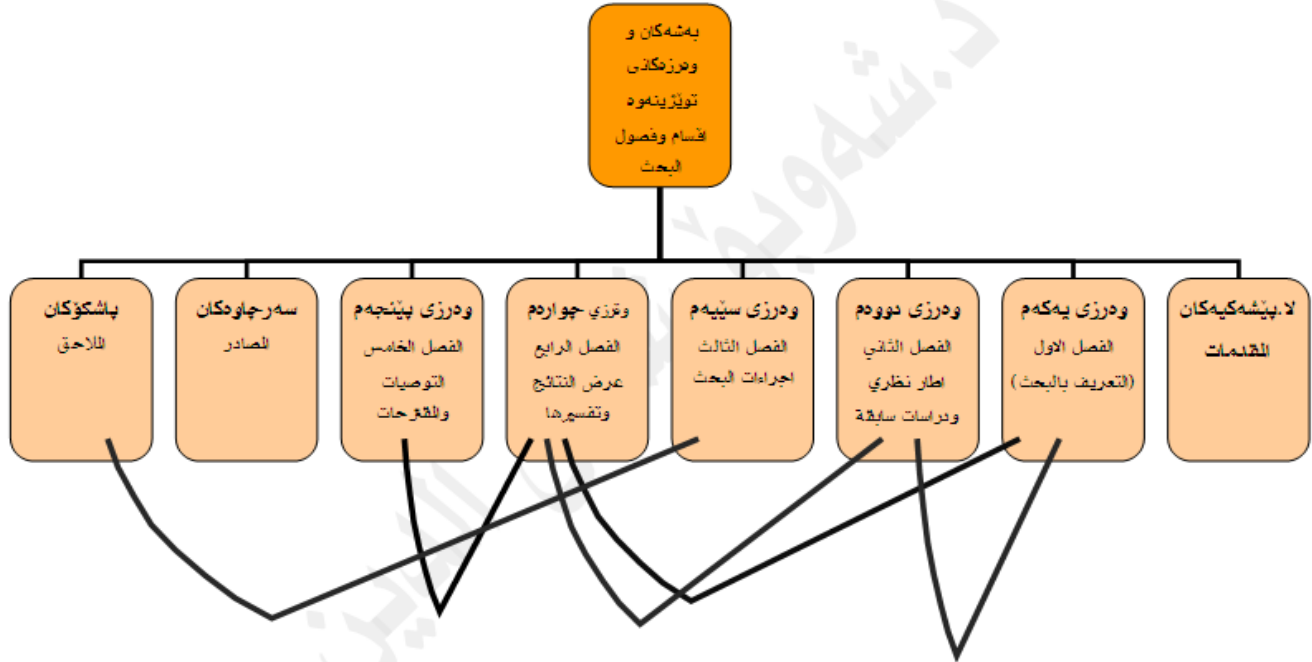 بەشەکان و
وەرزەکانی
توێژینەوە
اقسام وفصول
البحث
لا.پێشەکیەکان
المقدمات
وەرزی یەکەم
الفصل الاول
(التعريف بالبحث)
وەرزی دووەم
الفصل الثاني
اطار نظري
ودراسات سابقة
وەرزی سێیەم
الفصل الثالث
اجراءات البحث
وةرزي چوارەم
الفصل الرابع
عرض النتائج
وتفسيرها
وەرزی پێنجەم
الفصل الخامس
التوصيات
والمقترحات
سەرچاوەکان
المصادر
پاشکۆکان
الملاحق